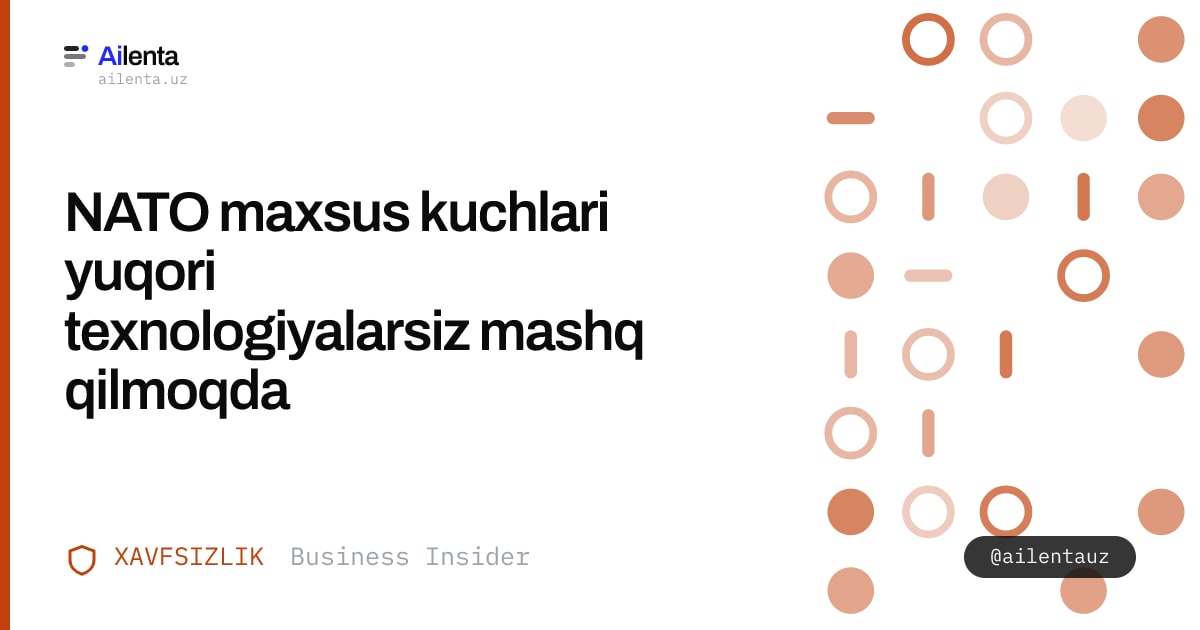 Ailenta
ailenta.uz
NATO maxsus kuchlari
yuqori
texnologiyalarsiz mashq
qilmoqda
XAVFSIZLIK Business Insider
@ailentauz